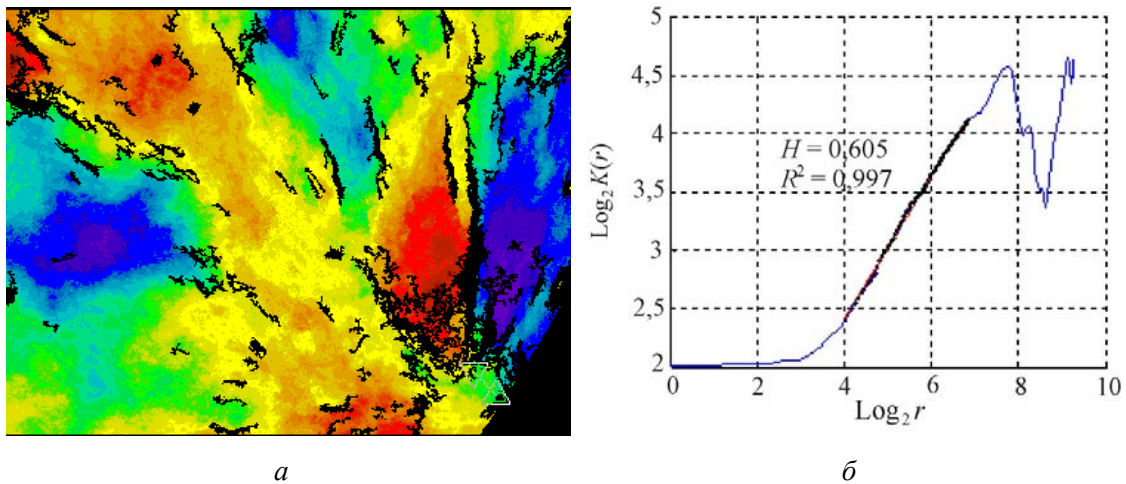 5
4,5
4
3,5
3
2,5
2
Log₂K(r)
H = 0,605
R² = 0,997
0 2 4 6 8 10
Log₂ r
а
б